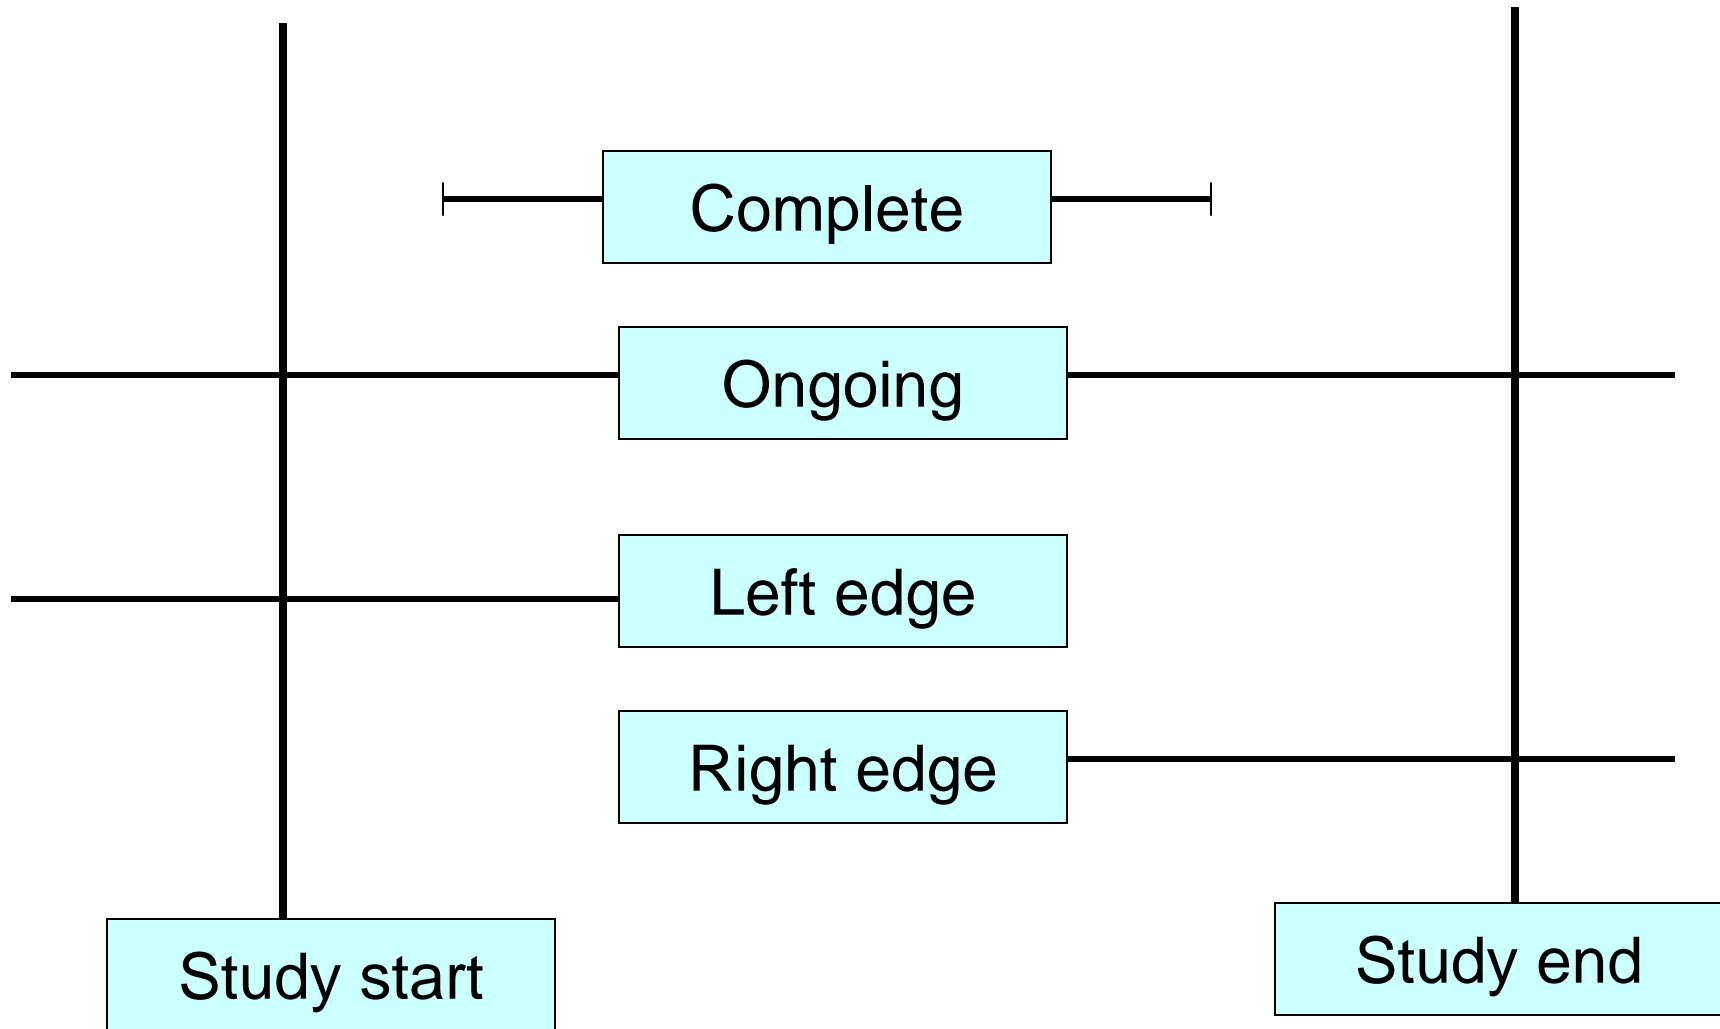 Complete
Ongoing
Left edge
Right edge
Study start
Study end